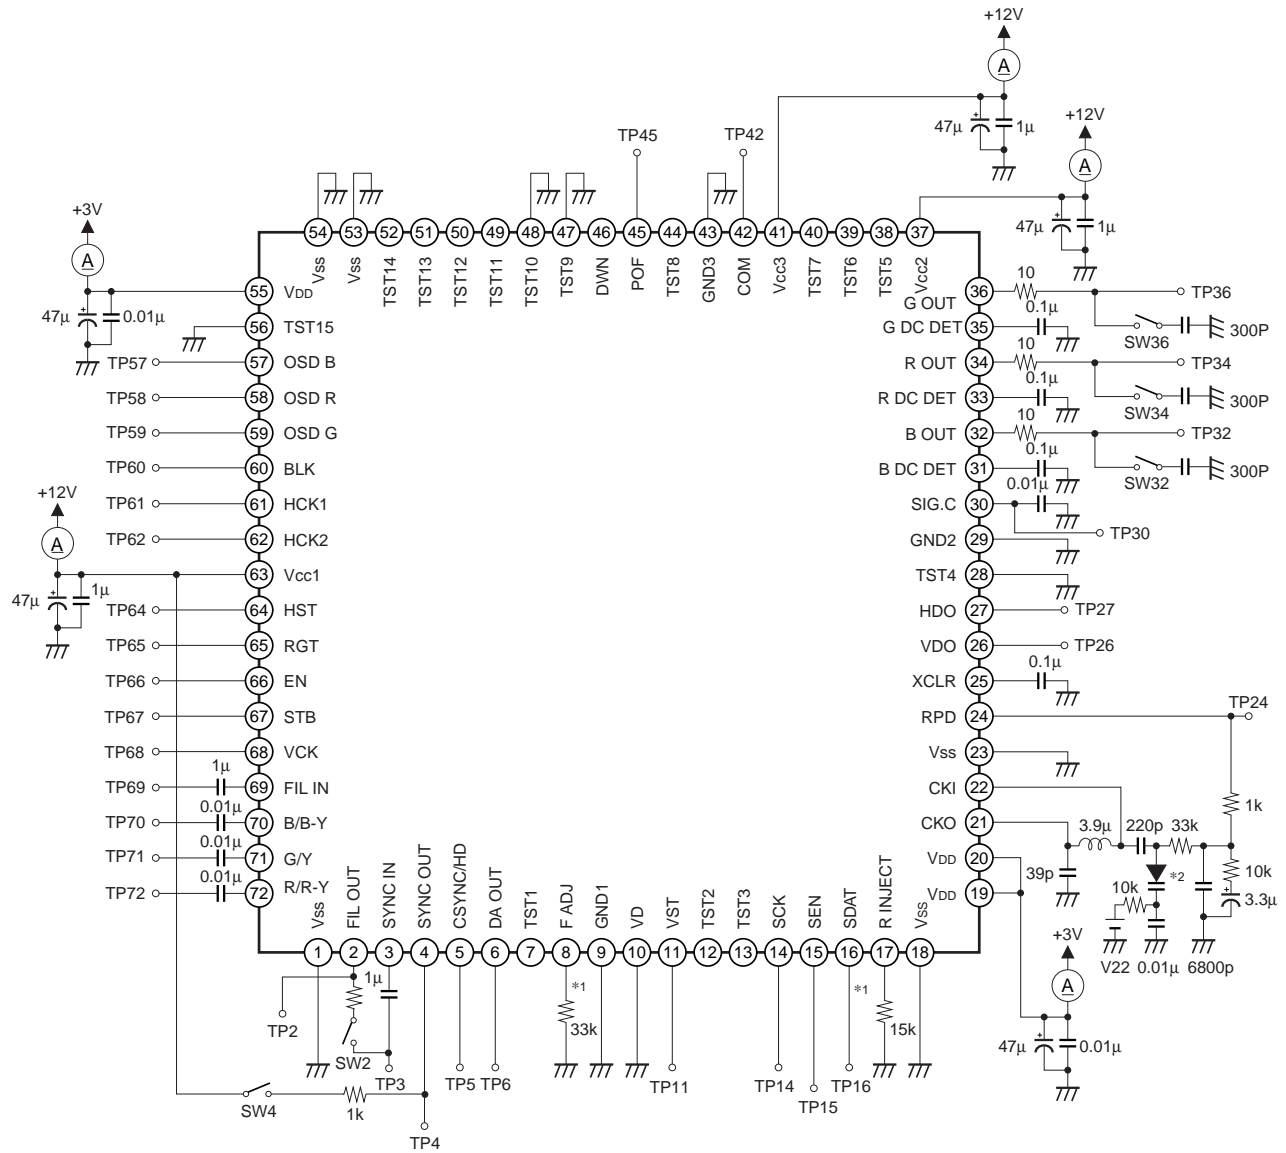 +12V
A
47μ
1μ
+12V
A
47μ
1μ
TP45
TP42
+3V
A
47μ
0.01μ
54 53 52 51 50 49 48 47 46 45 44 43 42 41 40 39 38 37
Vss
Vss
TST14
TST13
TST12
TST11
TST10
TST9
DWN
POF
TST8
GND3
COM
Vcc3
TST7
TST6
TST5
Vcc2
55 VDD
56 TST15
TP57 57 OSD B
TP58 58 OSD R
TP59 59 OSD G
TP60 60 BLK
+12V
A
47μ
1μ
TP61 61 HCK1
TP62 62 HCK2
63 Vcc1
TP64 64 HST
TP65 65 RGT
TP66 66 EN
TP67 67 STB
TP68 68 VCK
TP69 1μ 69 FIL IN
TP70 0.01μ 70 B/B-Y
TP71 0.01μ 71 G/Y
TP72 0.01μ 72 R/R-Y
G OUT 36 10 TP36
SW36 300P
G DC DET 35 0.1μ
R OUT 34 10 TP34
SW34 300P
R DC DET 33 0.1μ
B OUT 32 10 TP32
SW32 300P
B DC DET 31 0.1μ
SIG.C 30 0.01μ
TP30
GND2 29
TST4 28
HDO 27 TP27
VDO 26 TP26
XCLR 25 0.1μ
RPD 24 TP24
Vss 23
CKI 22
CKO 21
VDD 20
VDD 19
1k
3.9μ 220p 33k
39p
*2
10k
10k
3.3μ
V22 0.01μ 6800p
+3V
A
47μ
0.01μ
Vss
FIL OUT
SYNC IN
SYNC OUT
CSYNC/HD
DA OUT
TST1
F ADJ
GND1
VD
VST
TST2
TST3
SCK
SEN
SDAT
R INJECT
Vss
1 2 3 4 5 6 7 8 9 10 11 12 13 14 15 16 17 18
1μ
*1
*1
33k
15k
TP2
SW2
TP3
TP5
TP6
TP11
TP14
TP15
TP16
SW4
1k
TP4